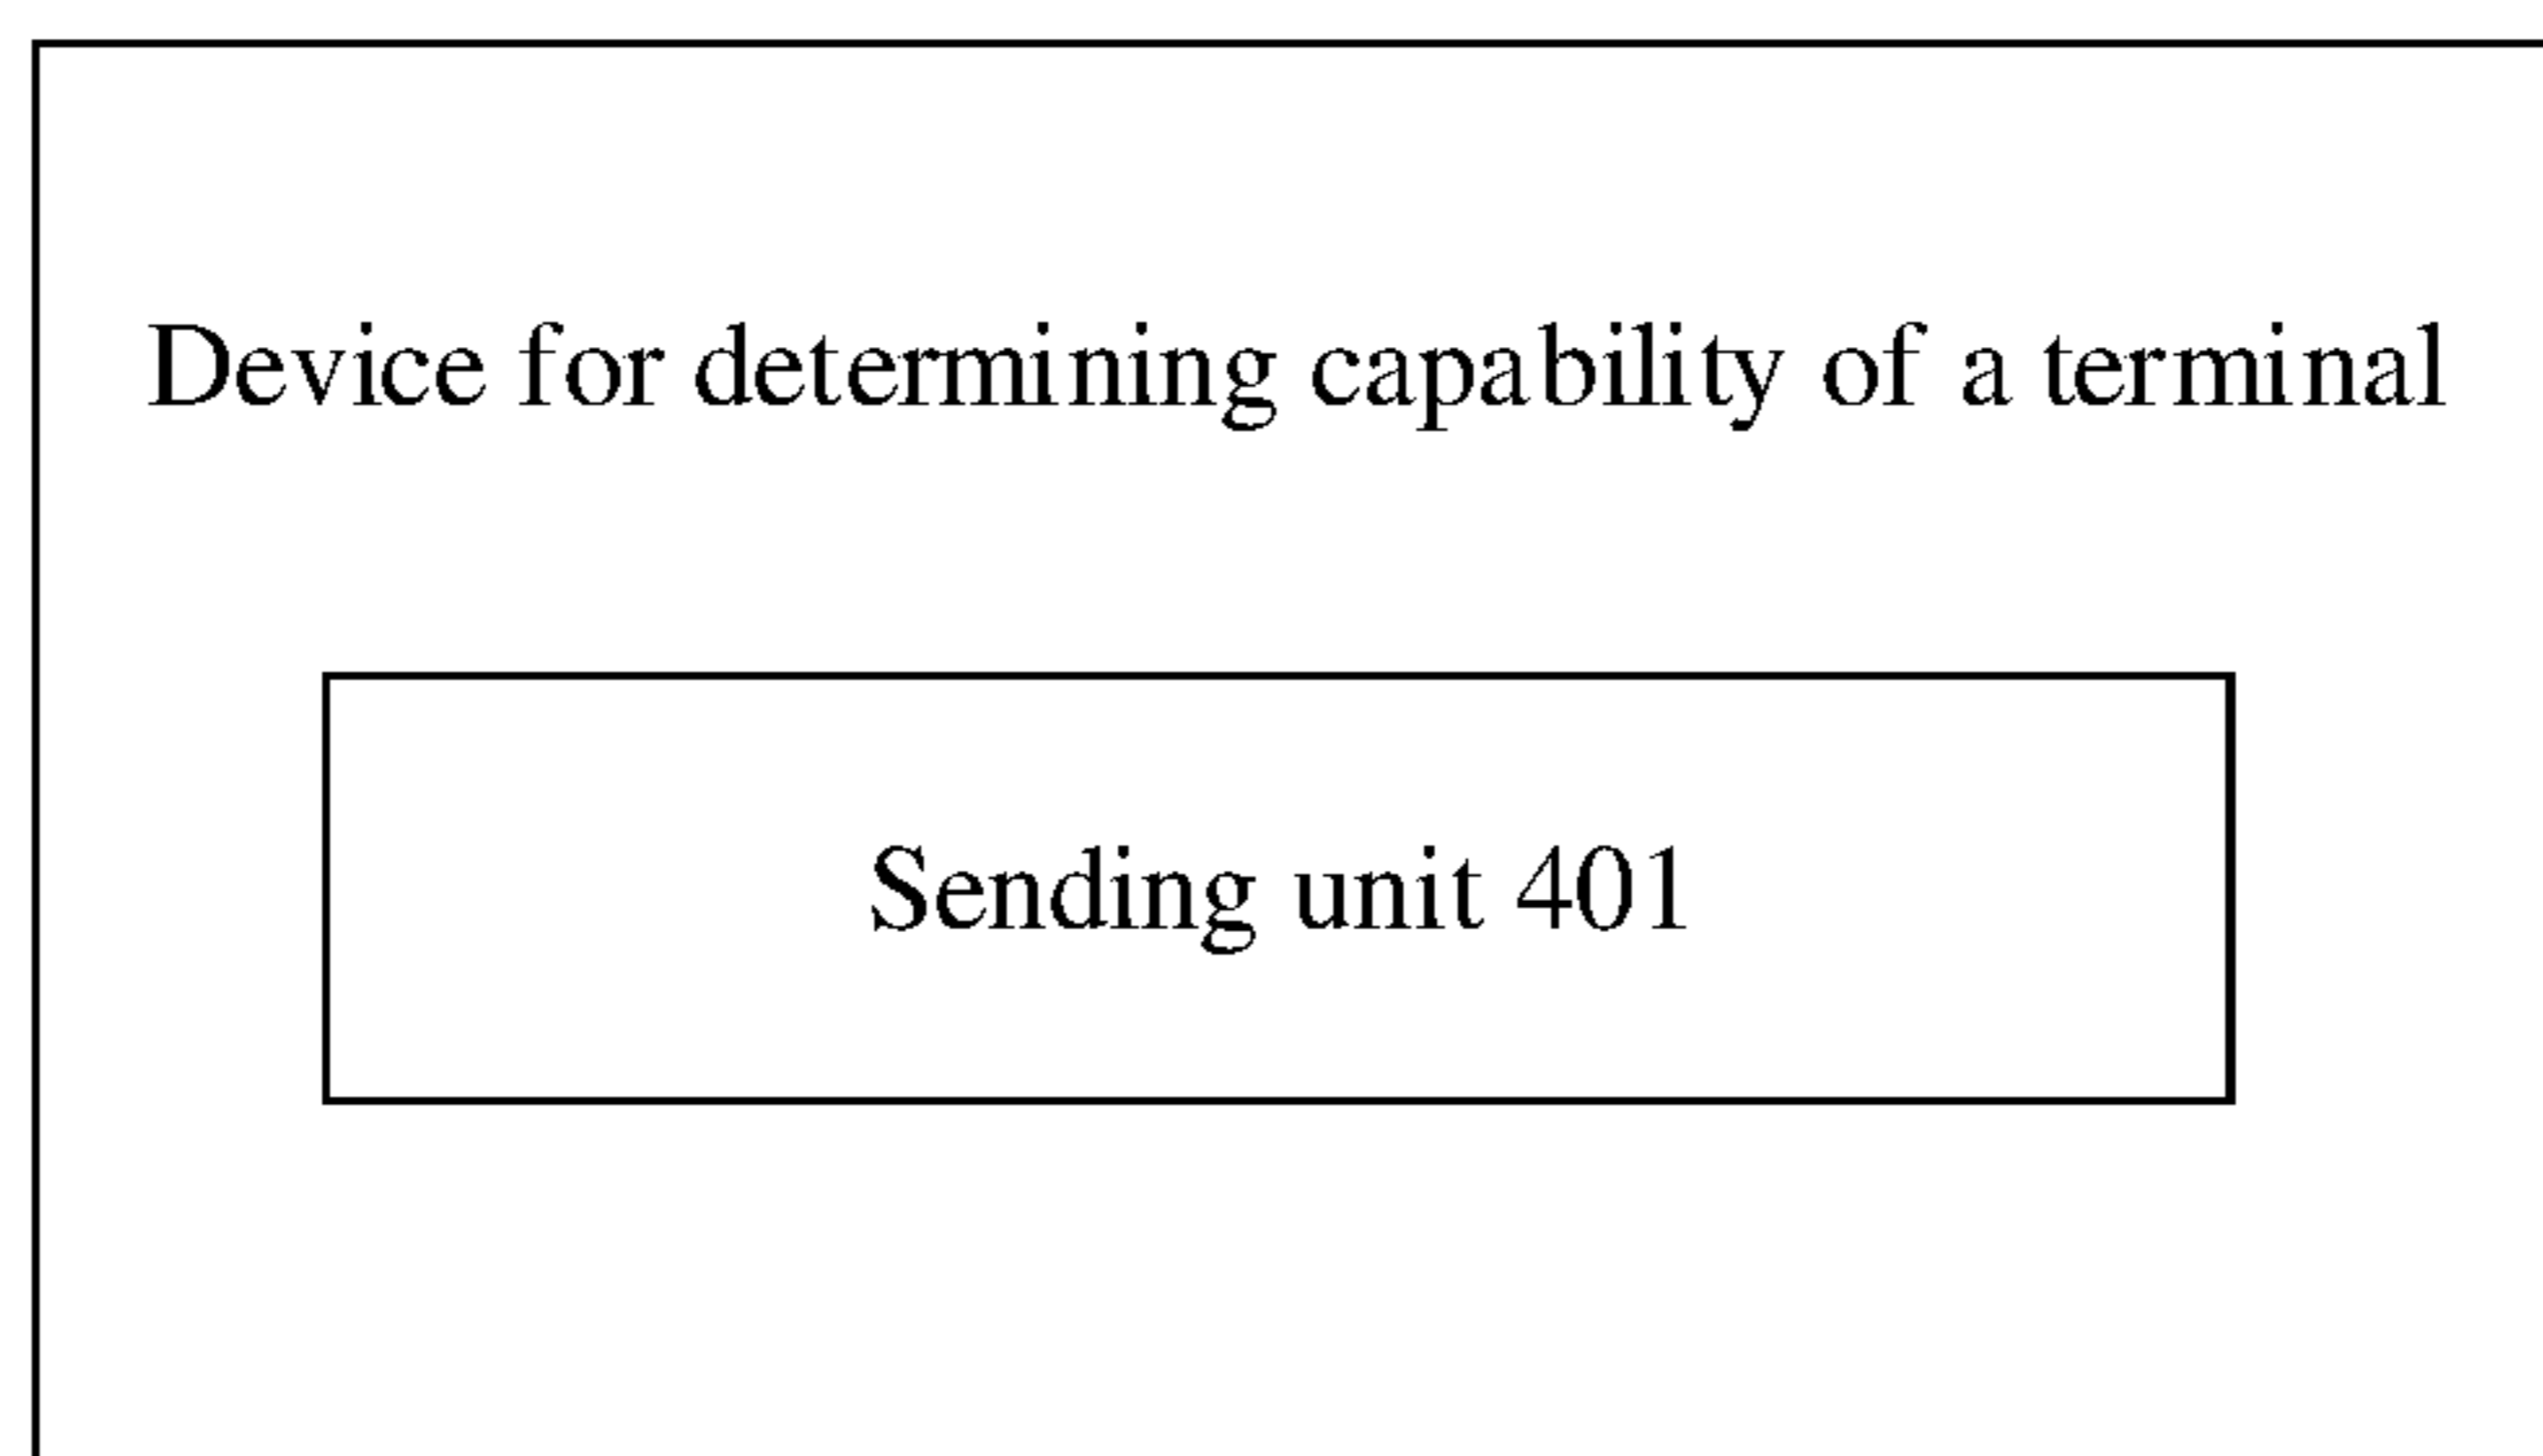 Device for determining capability of a terminal
Sending unit 401